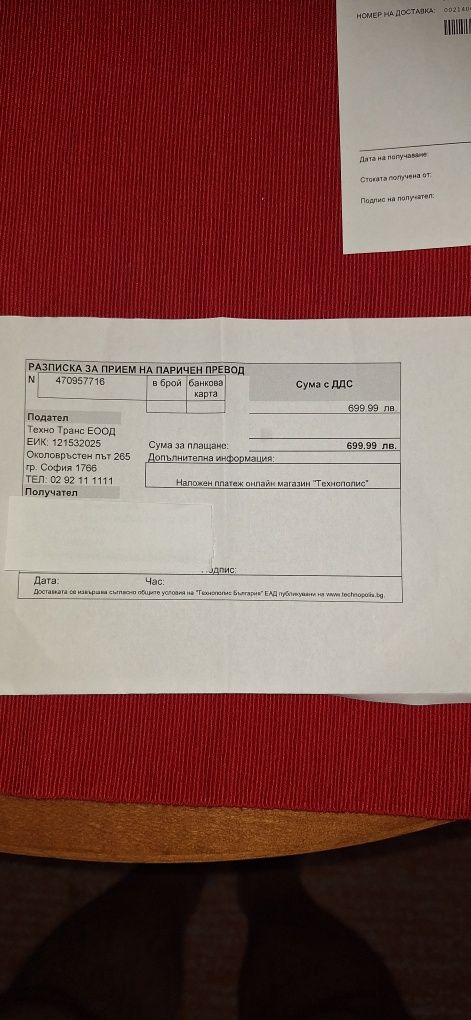 НОМЕР НА ДОСТАВКА:
Дата на получаване:
Стоката получена от:
Подпис на получател:
РАЗПИСКА ЗА ПРИЕМ НА ПАРИЧЕН ПРЕВОД
N 470957716
в брой банкова карта
Сума с ДДС
699.99 лв.
Подател
Техно Транс ЕООД
ЕИК: 121532025
Околовръстен път 265
гр. София 1766
ТЕЛ: 02 92 11 1111
Получател
Сума за плащане: 699.99 лв.
Допълнителна информация:
Наложен платеж онлайн магазин "Технополис"
Дата: Час:
Доставката се извършва съгласно общите условия на "Технополис България" ЕАД публикувани на www.technopolis.bg.